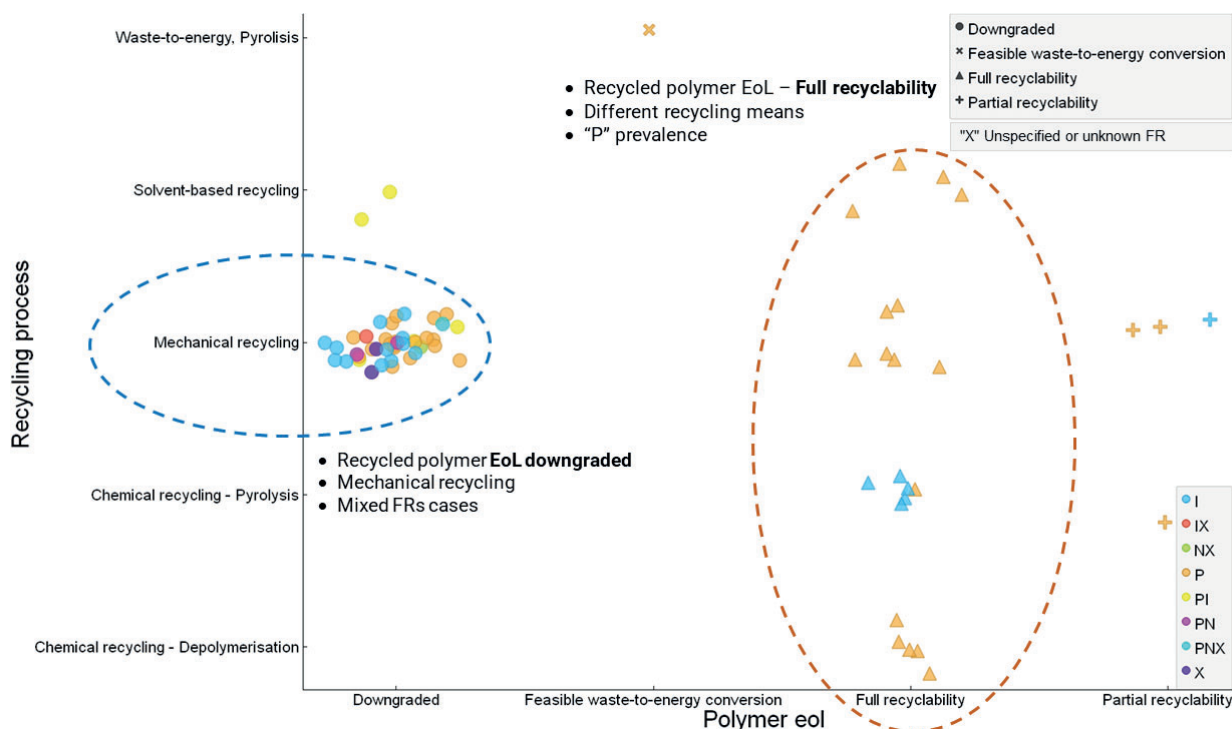 Waste-to-energy, Pyrolisis
Solvent-based recycling
Mechanical recycling
Chemical recycling - Pyrolysis
Chemical recycling - Depolymerisation
Recycling process
• Recycled polymer EoL – Full recyclability
• Different recycling means
• “P” prevalence
Downgraded
Feasible waste-to-energy conversion
Full recyclability
Partial recyclability
"X" Unspecified or unknown FR
• Recycled polymer EoL downgraded
• Mechanical recycling
• Mixed FRs cases
I
IX
NX
P
PI
PN
PNX
X
Downgraded
Feasible waste-to-energy conversion
Full recyclability
Partial recyclability
Polymer eol